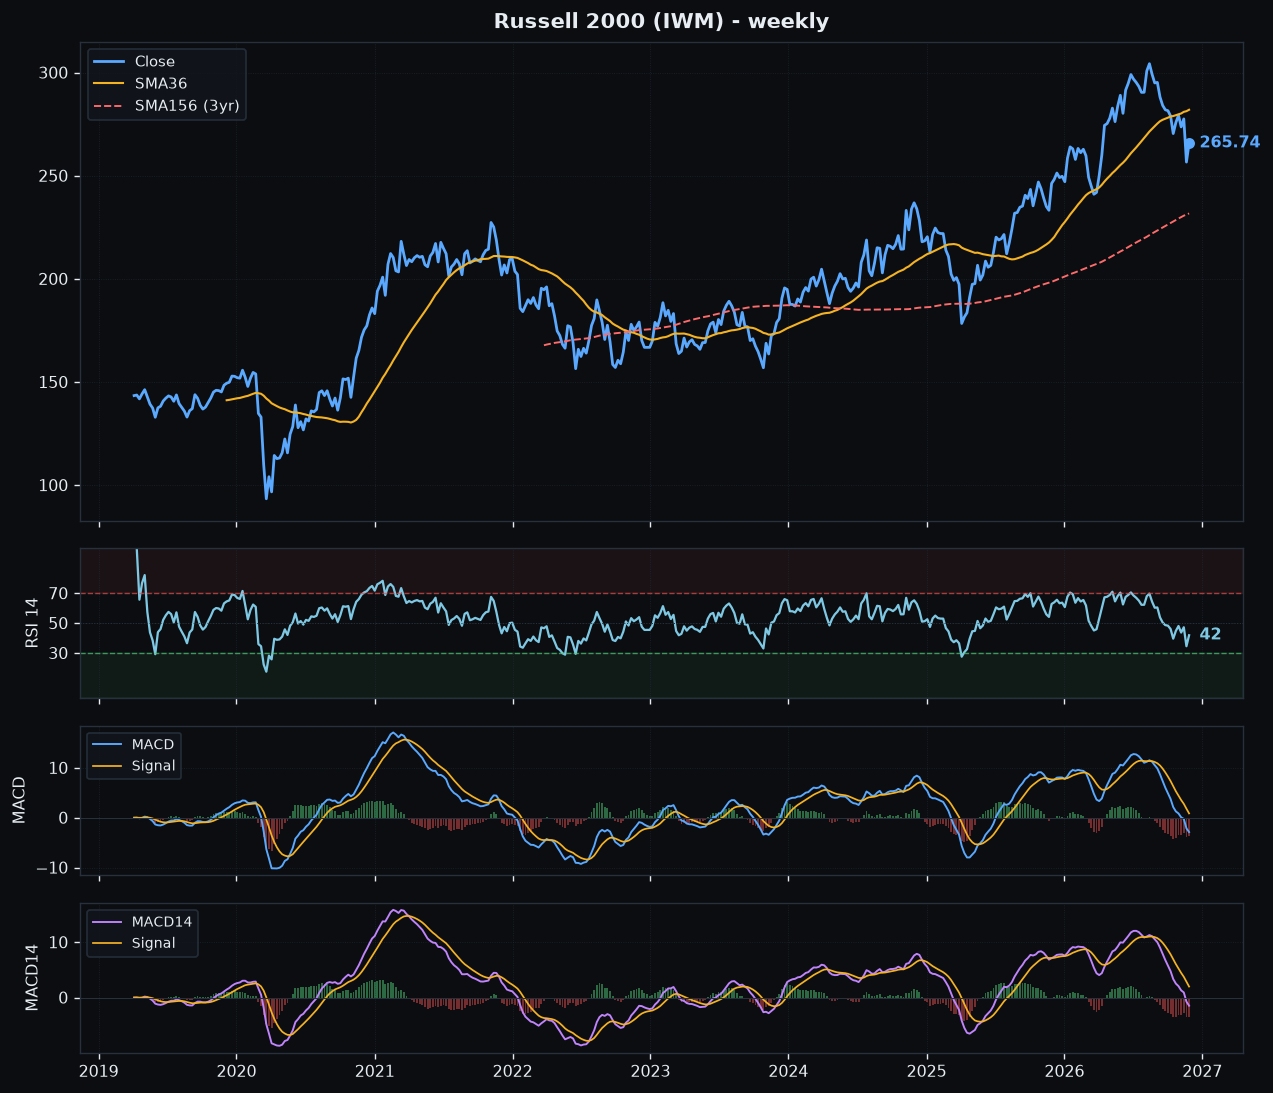 Russell 2000 (IWM) - weekly
Close
SMA36
SMA156 (3yr)
300
250
200
150
100
265.74
RSI 14
70
50
30
42
MACD
MACD
Signal
10
0
−10
MACD14
MACD14
Signal
10
0
2019 2020 2021 2022 2023 2024 2025 2026 2027